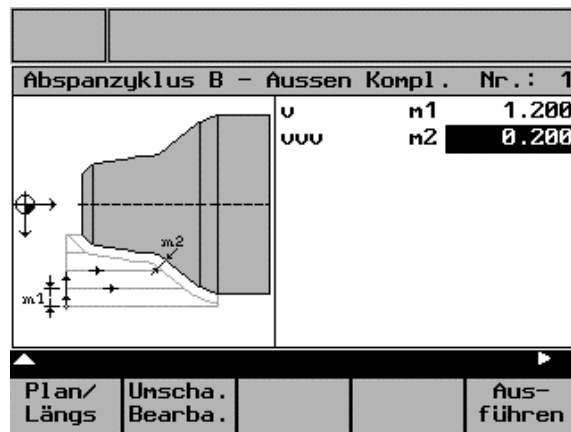 Abspanzyklus B - Aussen Kompl. Nr.: 1
v m1 1.200
vvv m2 0.200
m2
m1
Plan/ Umscha. Aus-
Längs Bearba. führen